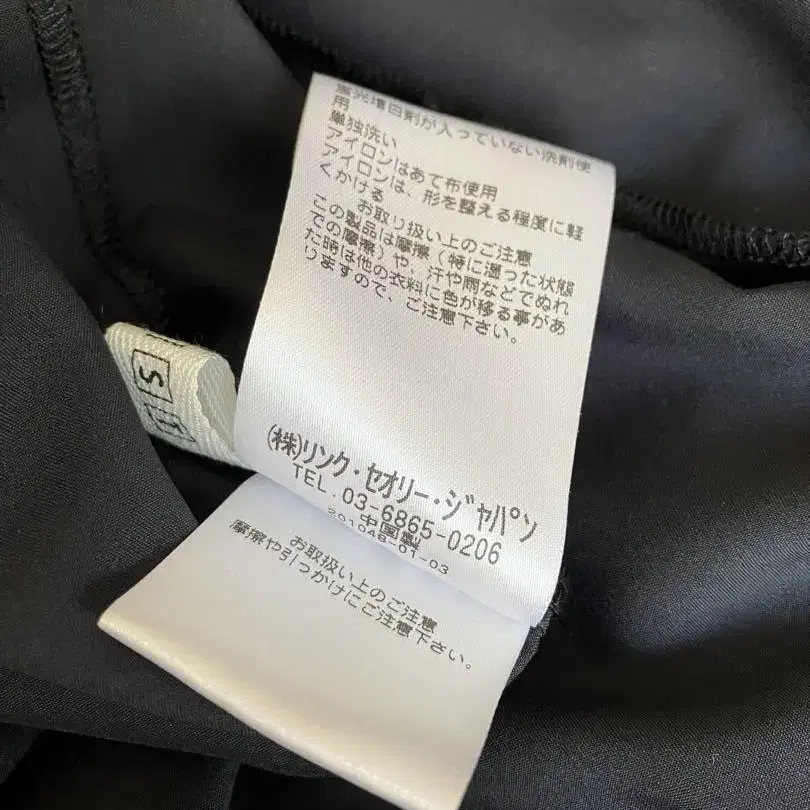 蛍光増白剤が入っていない洗剤使
用
単独洗い
アイロンはあて布使用
アイロンは、形を整える程度に軽
くかける
お取り扱い上のご注意
この製品は摩擦(特に湿った状態
での摩擦)や、汗や雨などでぬれ
た時は他の衣料に色が移る事があ
りますので、ご注意下さい。
(株)リンク・セオリー・ジャパン
TEL. 03-6865-0206
中国製
201048-01-03
お取扱い上のご注意
摩擦や引っかけにご注意下さい。
S